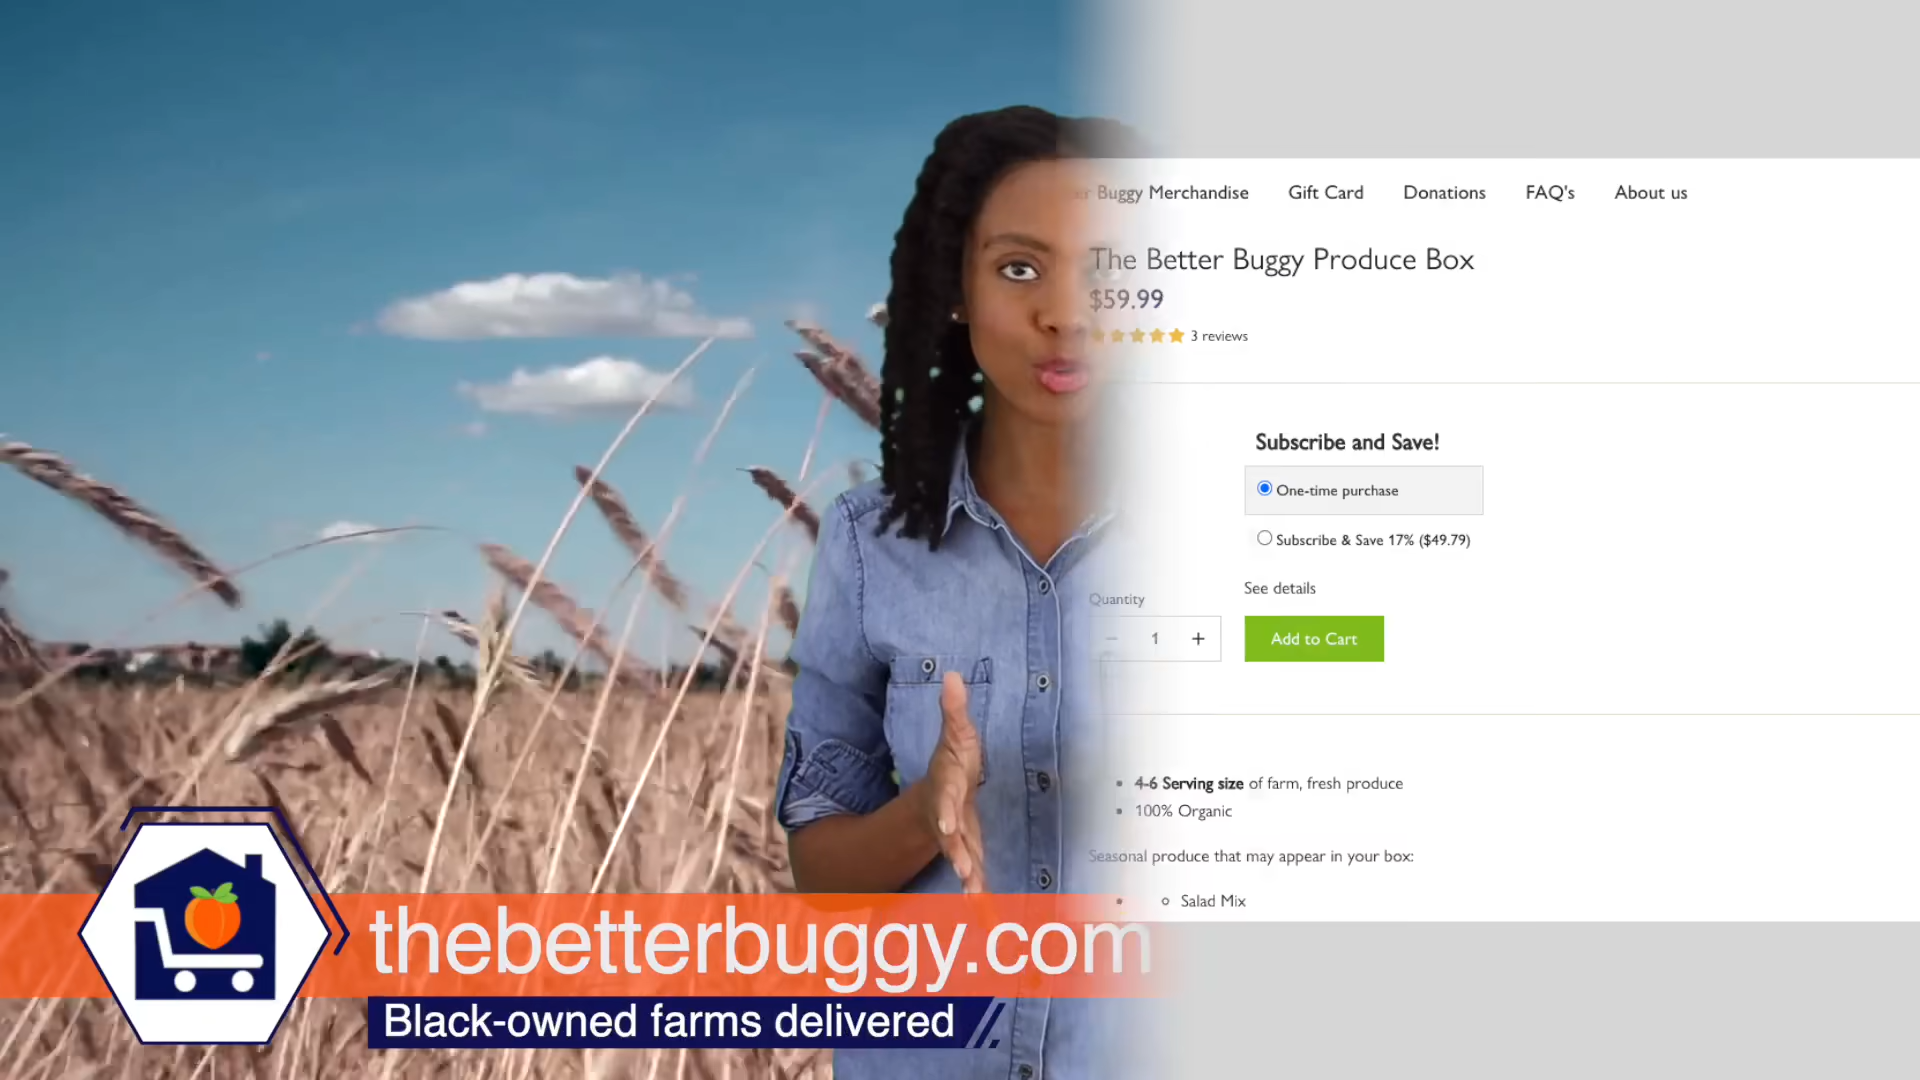 Buggy Merchandise Gift Card Donations FAQ's About us
The Better Buggy Produce Box
$59.99
3 reviews
Subscribe and Save!
One-time purchase
Subscribe & Save 17% ($49.79)
See details
Quantity
− 1 +
Add to Cart
4-6 Serving size of farm, fresh produce
100% Organic
Seasonal produce that may appear in your box:
Salad Mix
thebetterbuggy.com
Black-owned farms delivered